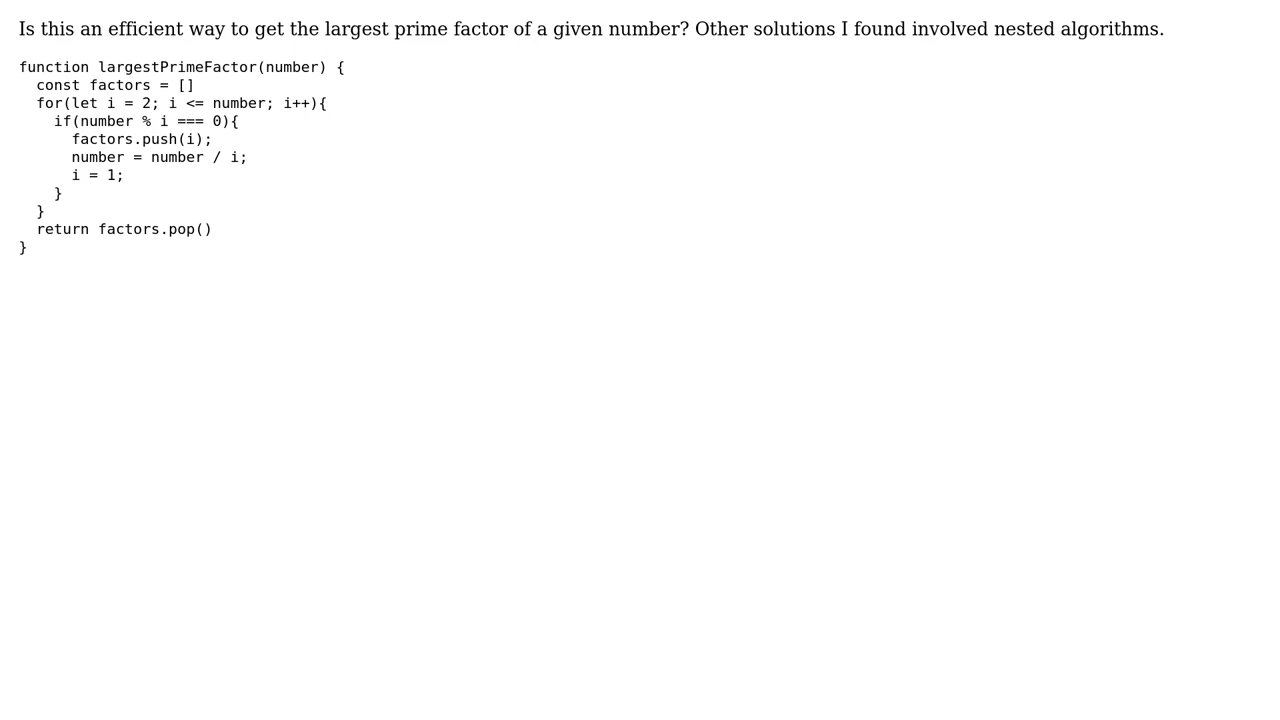 Is this an efficient way to get the largest prime factor of a given number? Other solutions I found involved nested algorithms.
function largestPrimeFactor(number) {
  const factors = []
  for(let i = 2; i <= number; i++){
    if(number % i === 0){
      factors.push(i);
      number = number / i;
      i = 1;
    }
  }
  return factors.pop()
}